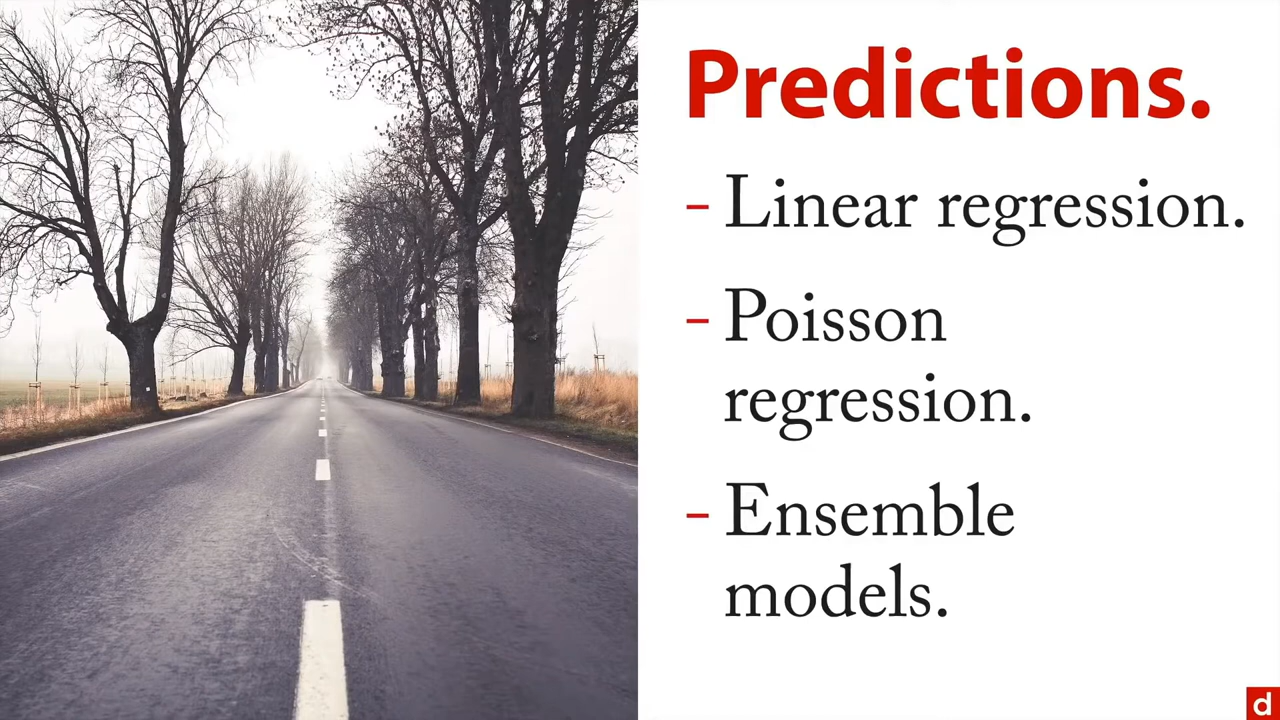 Predictions.
- Linear regression.
- Poisson
regression.
- Ensemble
models.
d